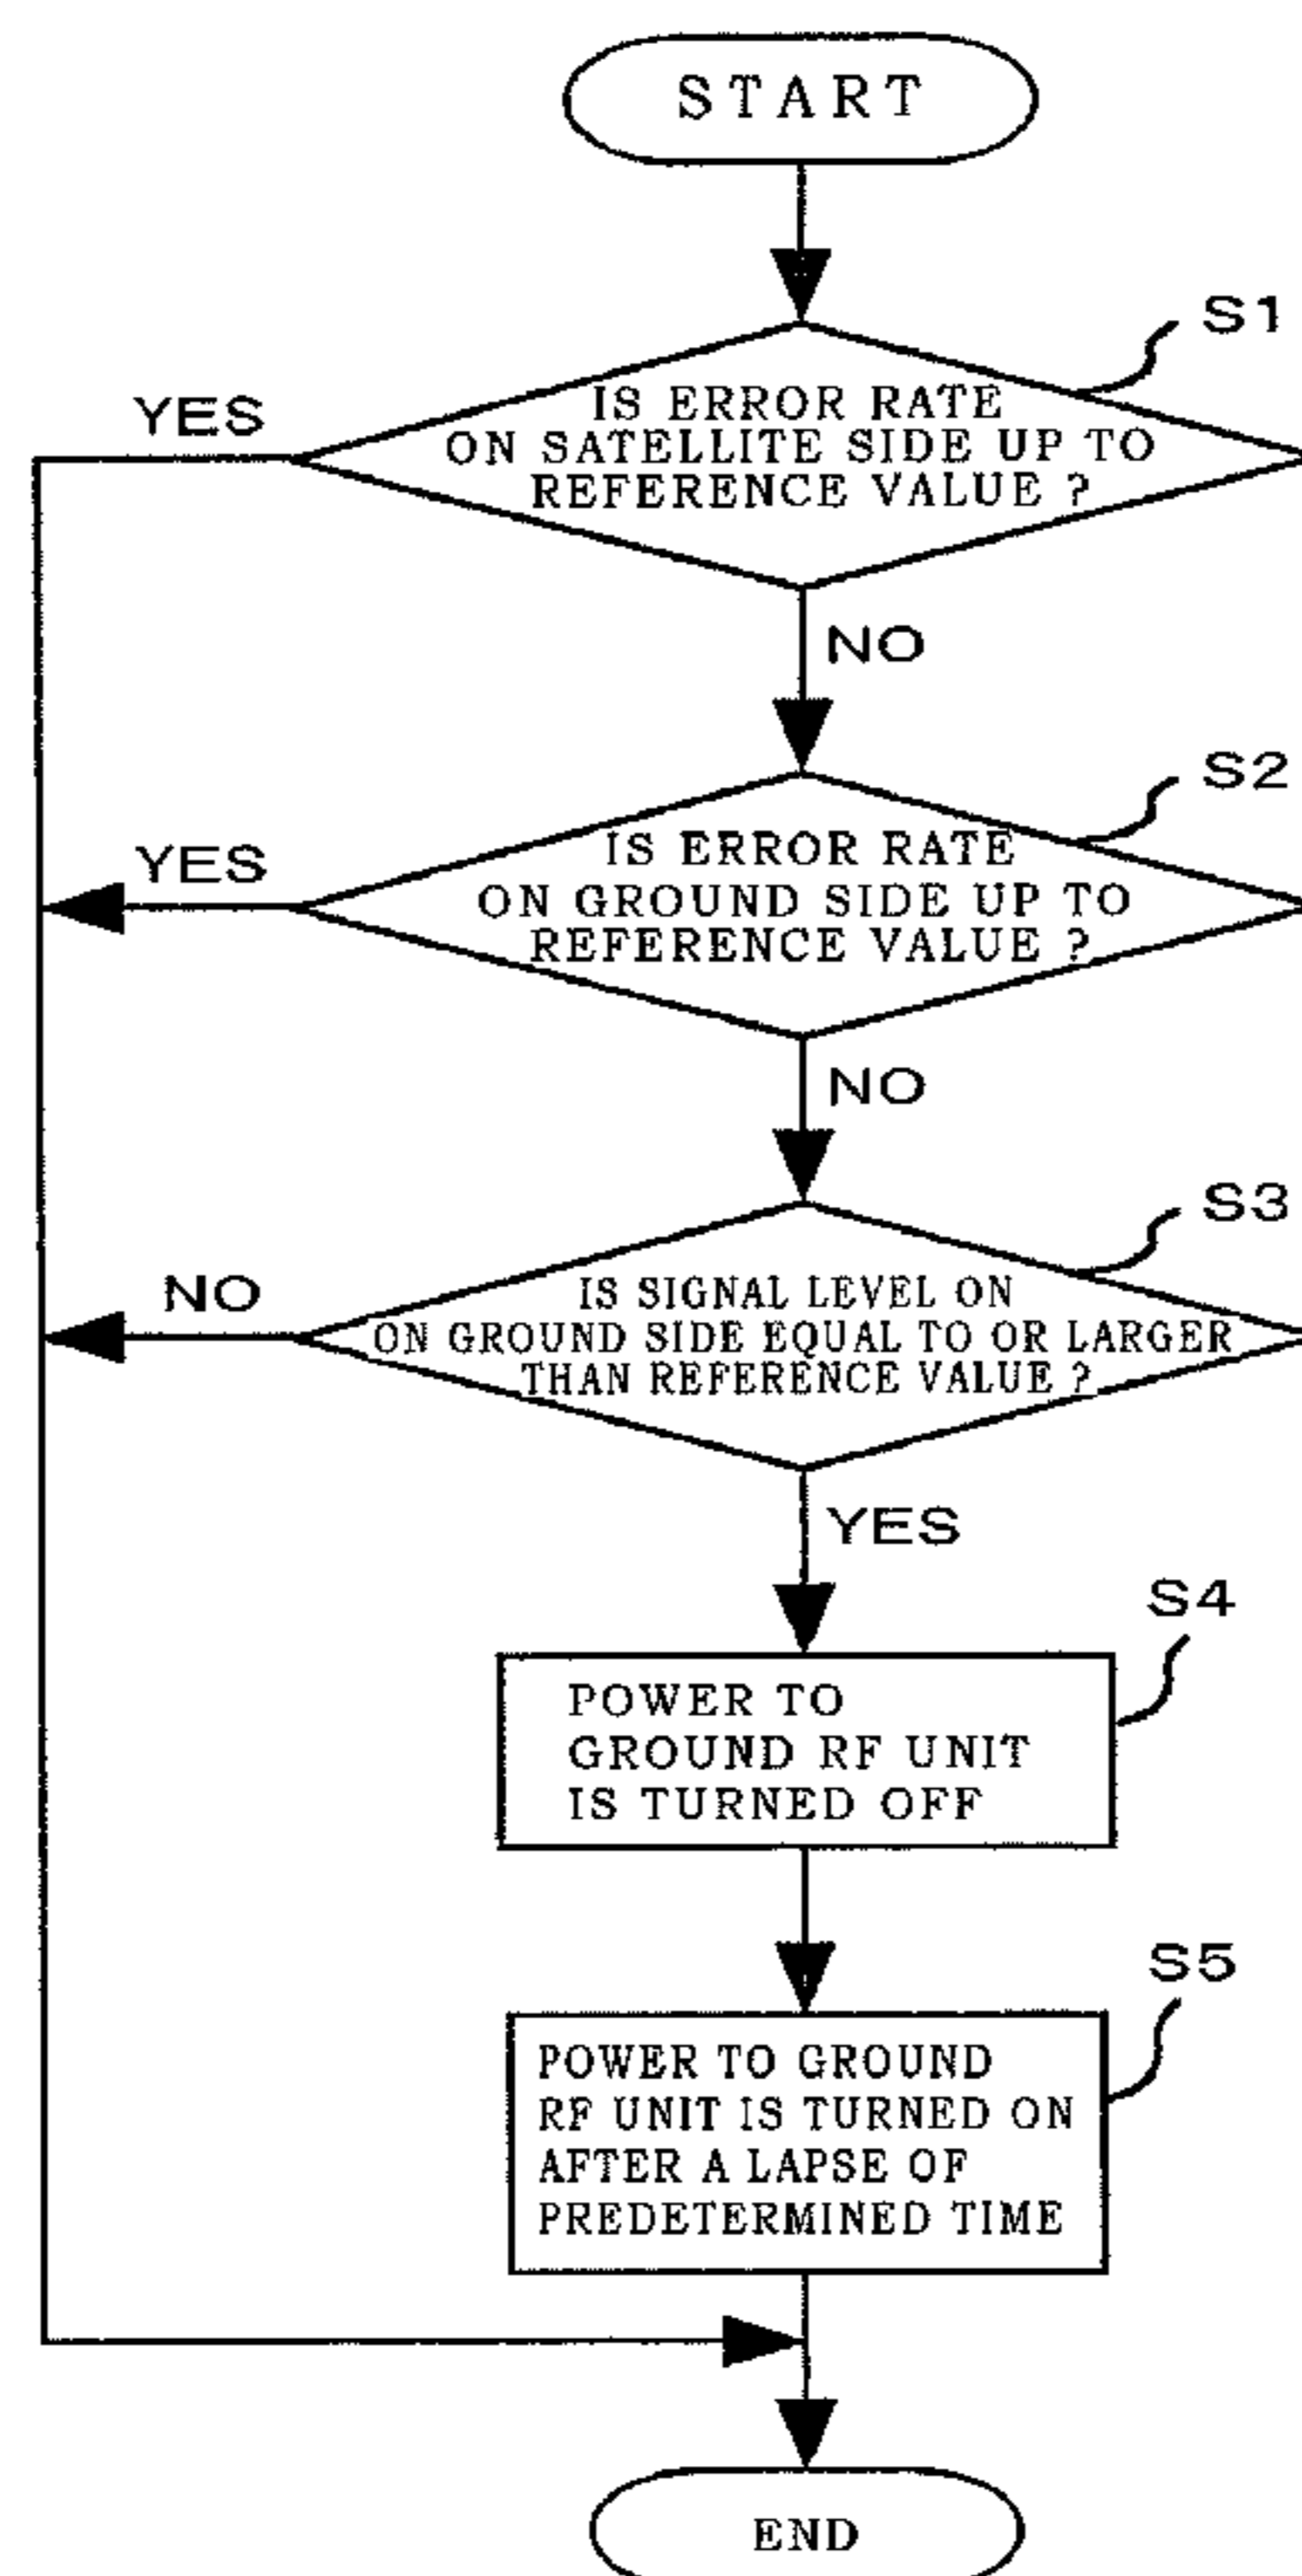 START
S1
IS ERROR RATE
YES
ON SATELLITE SIDE UP TO
REFERENCE VALUE ?
NO
S2
IS ERROR RATE
YES
ON GROUND SIDE UP TO
REFERENCE VALUE ?
NO
S3
IS SIGNAL LEVEL ON
NO
ON GROUND SIDE EQUAL TO OR LARGER
THAN REFERENCE VALUE ?
YES
S4
POWER TO
GROUND RF UNIT
IS TURNED OFF
S5
POWER TO GROUND
RF UNIT IS TURNED ON
AFTER A LAPSE OF
PREDETERMINED TIME
END